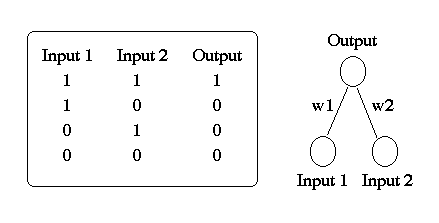 Input 1 Input 2 Output
1 1 1
1 0 0
0 1 0
0 0 0
Output
w1 w2
Input 1 Input 2